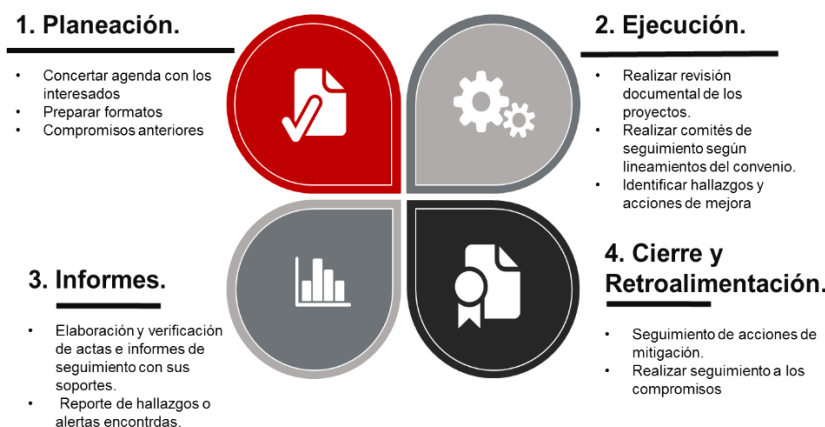 1. Planeación.
• Concertar agenda con los
interesados
• Preparar formatos
• Compromisos anteriores
2. Ejecución.
• Realizar revisión
documental de los
proyectos.
• Realizar comités de
seguimiento según
lineamientos del convenio.
• Identificar hallazgos y
acciones de mejora
3. Informes.
• Elaboración y verificación
de actas e informes de
seguimiento con sus
soportes.
• Reporte de hallazgos o
alertas encontrdas.
4. Cierre y
Retroalimentación.
• Seguimiento de acciones de
mitigación.
• Realizar seguimiento a los
compromisos